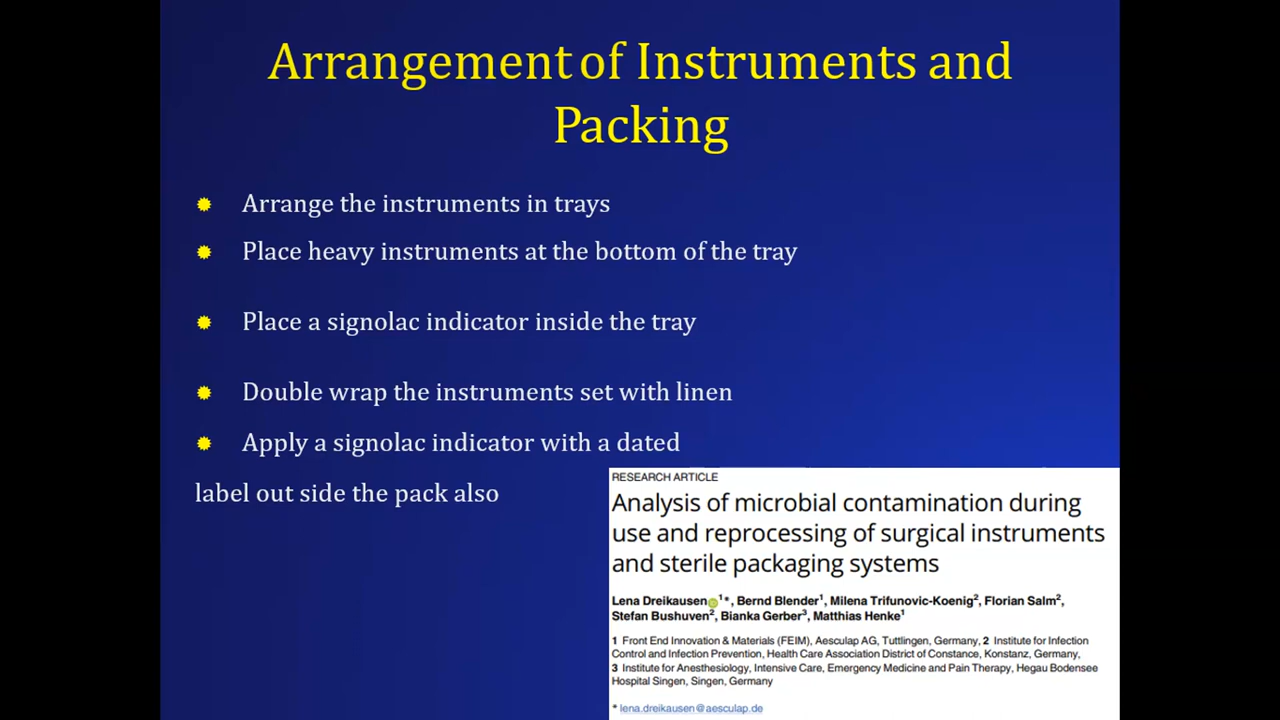 Arrangement of Instruments and
Packing
Arrange the instruments in trays
Place heavy instruments at the bottom of the tray
Place a signolac indicator inside the tray
Double wrap the instruments set with linen
Apply a signolac indicator with a dated
label out side the pack also
RESEARCH ARTICLE
Analysis of microbial contamination during
use and reprocessing of surgical instruments
and sterile packaging systems
Lena Dreikausen1*, Bernd Blender1, Milena Trifunovic-Koenig2, Florian Salm2,
Stefan Bushuven2, Bianka Gerber3, Matthias Henke1
1 Front End Innovation & Materials (FEIM), Aesculap AG, Tuttlingen, Germany, 2 Institute for Infection
Control and Infection Prevention, Health Care Association District of Constance, Konstanz, Germany,
3 Institute for Anesthesiology, Intensive Care, Emergency Medicine and Pain Therapy, Hegau Bodensee
Hospital Singen, Singen, Germany
* lena.dreikausen@aesculap.de